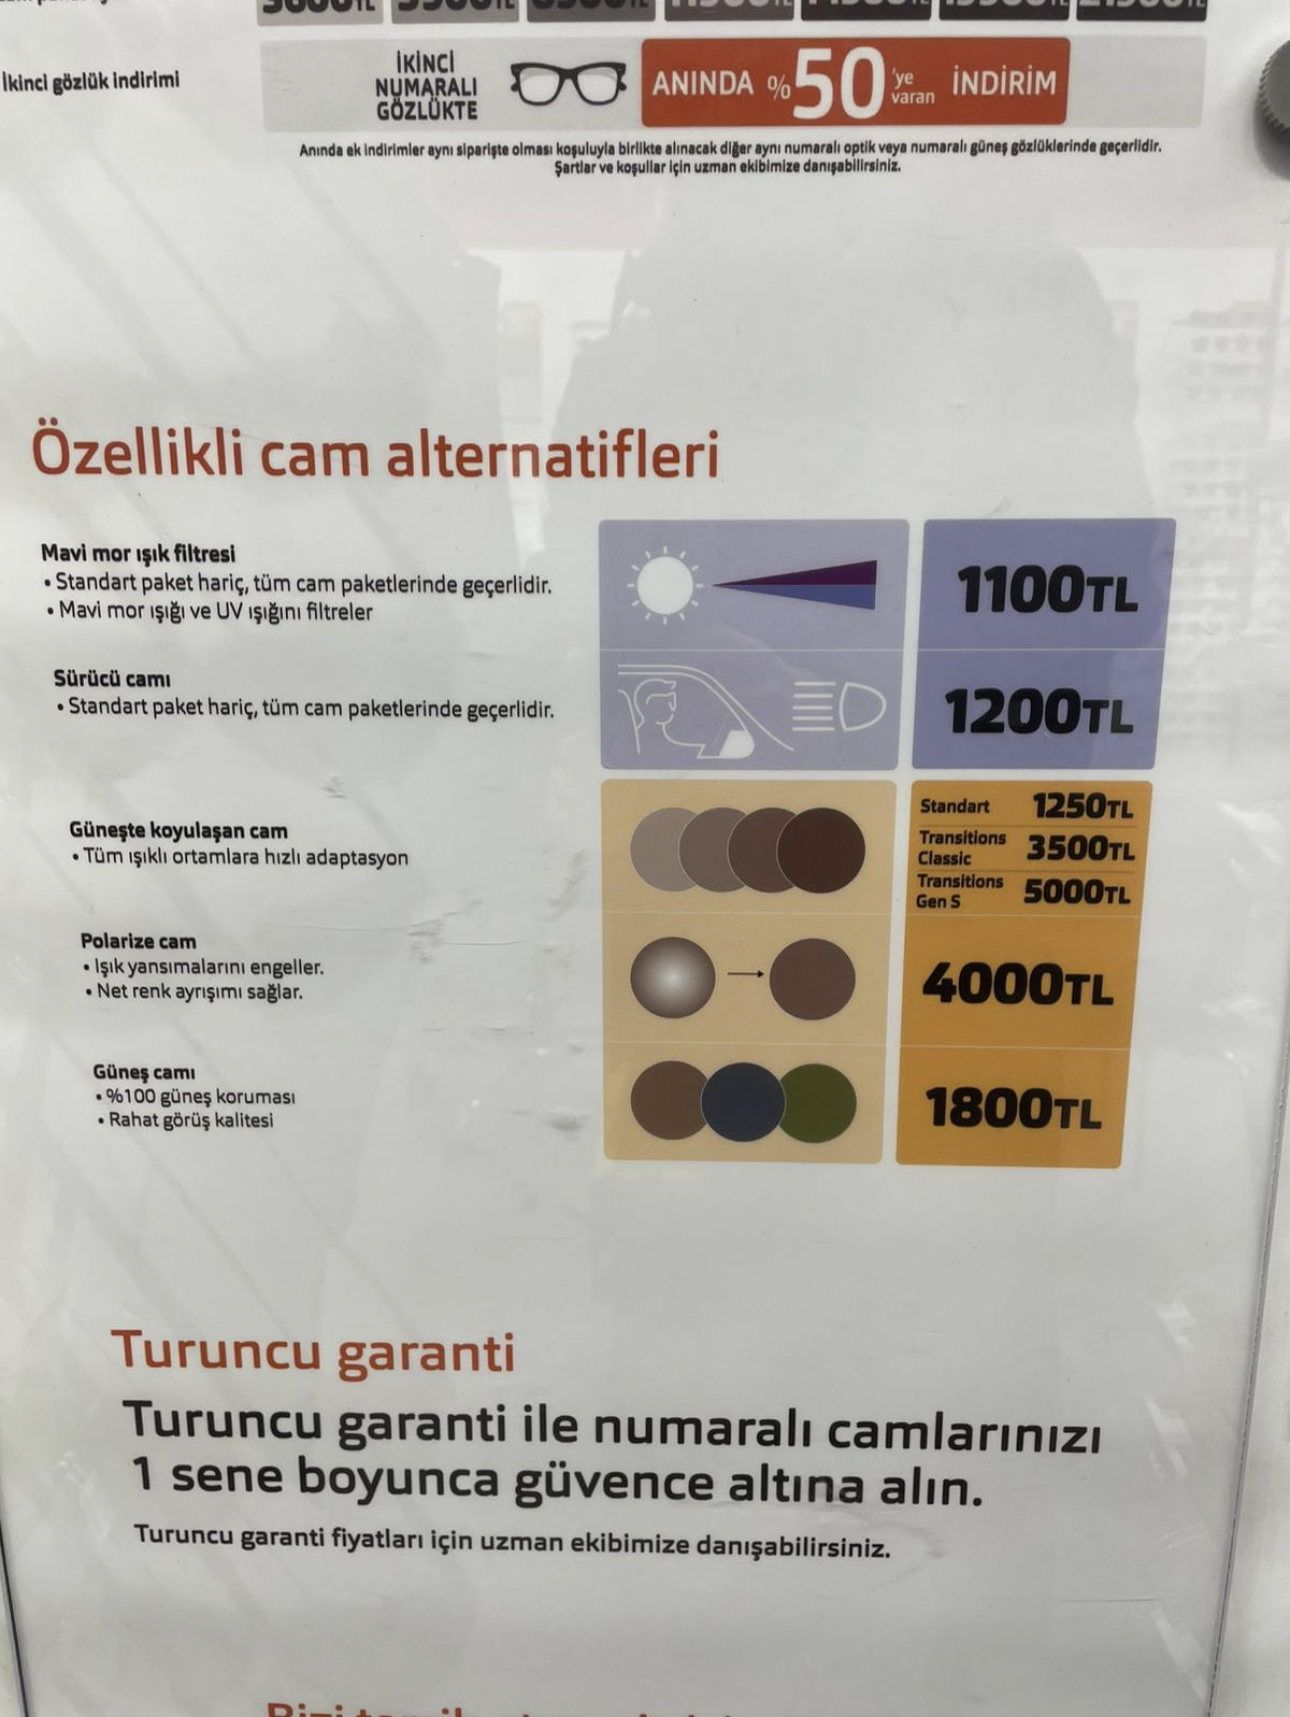 İkinci gözlük indirimi
İKİNCİ
NUMARALI
GÖZLÜKTE
ANINDA %50 'ye varan İNDİRİM
Anında ek indirimler aynı siparişte olması koşuluyla birlikte alınacak diğer aynı numaralı optik veya numaralı güneş gözlüklerinde geçerlidir.
Şartlar ve koşullar için uzman ekibimize danışabilirsiniz.
Özellikli cam alternatifleri
Mavi mor ışık filtresi
• Standart paket hariç, tüm cam paketlerinde geçerlidir.
• Mavi mor ışığı ve UV ışığını filtreler
1100TL
Sürücü camı
• Standart paket hariç, tüm cam paketlerinde geçerlidir.
1200TL
Güneşte koyulaşan cam
• Tüm ışıklı ortamlara hızlı adaptasyon
Standart 1250TL
Transitions
Classic 3500TL
Transitions
Gen S 5000TL
Polarize cam
• Işık yansımalarını engeller.
• Net renk ayrışımı sağlar.
4000TL
Güneş camı
• %100 güneş koruması
• Rahat görüş kalitesi
1800TL
Turuncu garanti
Turuncu garanti ile numaralı camlarınızı
1 sene boyunca güvence altına alın.
Turuncu garanti fiyatları için uzman ekibimize danışabilirsiniz.